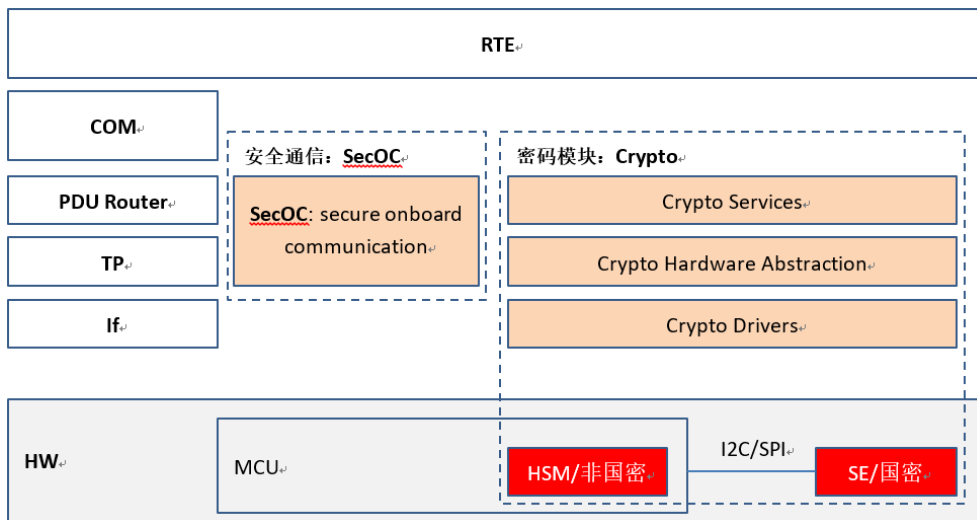 RTE
COM
安全通信：SecOC
密码模块：Crypto
PDU Router
SecOC: secure onboard
communication
Crypto Services
TP
Crypto Hardware Abstraction
If
Crypto Drivers
HW
MCU
HSM/非国密
I2C/SPI
SE/国密